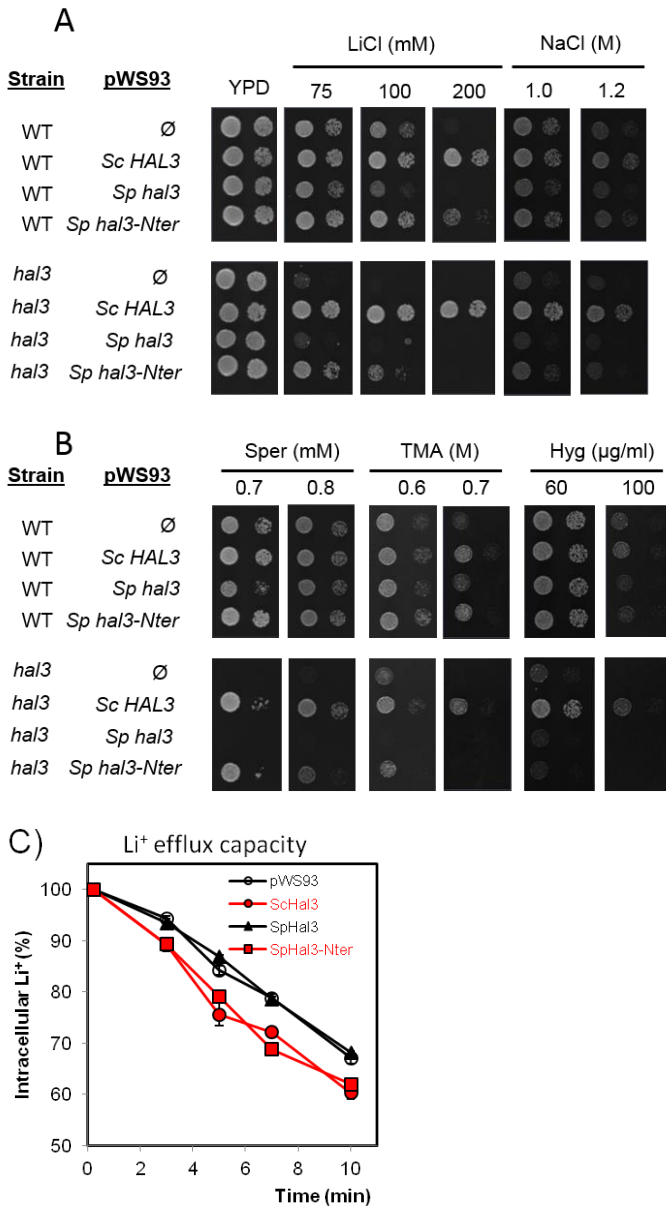 A
LiCl (mM) NaCl (M)
Strain pWS93 YPD 75 100 200 1.0 1.2
WT Ø
WT Sc HAL3
WT Sp hal3
WT Sp hal3-Nter
hal3 Ø
hal3 Sc HAL3
hal3 Sp hal3
hal3 Sp hal3-Nter
B
Sper (mM) TMA (M) Hyg (µg/ml)
Strain pWS93 0.7 0.8 0.6 0.7 60 100
WT Ø
WT Sc HAL3
WT Sp hal3
WT Sp hal3-Nter
hal3 Ø
hal3 Sc HAL3
hal3 Sp hal3
hal3 Sp hal3-Nter
C)
Li⁺ efflux capacity
pWS93
ScHal3
SpHal3
SpHal3-Nter
Intracellular Li⁺ (%)
100
90
80
70
60
50
0 2 4 6 8 10
Time (min)